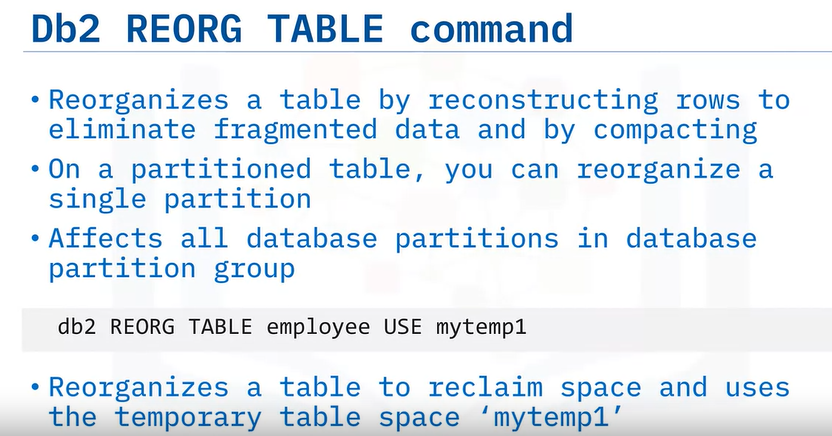 Db2 REORG TABLE command
• Reorganizes a table by reconstructing rows to
eliminate fragmented data and by compacting
• On a partitioned table, you can reorganize a
single partition
• Affects all database partitions in database
partition group
db2 REORG TABLE employee USE mytemp1
• Reorganizes a table to reclaim space and uses
the temporary table space ‘mytemp1’